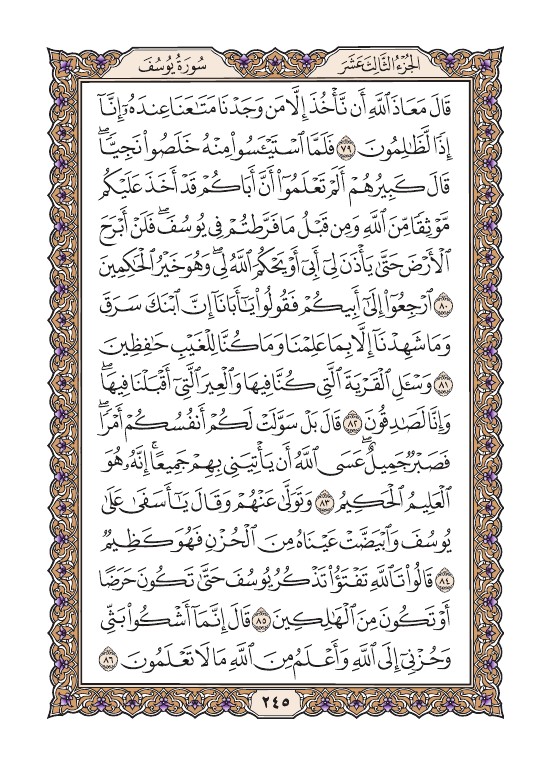 الجُزْءُ الثَّالِثَ عَشَرَ
سُورَةُ يُوسُفَ
قَالَ مَعَاذَ ٱللَّهِ أَن نَّأۡخُذَ إِلَّا مَن وَجَدۡنَا مَتَٰعَنَا عِندَهُۥٓ إِنَّآ
إِذٗا لَّظَٰلِمُونَ ٧٩ فَلَمَّا ٱسۡتَيۡـَٔسُواْ مِنۡهُ خَلَصُواْ نَجِيّٗاۖ
قَالَ كَبِيرُهُمۡ أَلَمۡ تَعۡلَمُوٓاْ أَنَّ أَبَاكُمۡ قَدۡ أَخَذَ عَلَيۡكُم
مَّوۡثِقٗا مِّنَ ٱللَّهِ وَمِن قَبۡلُ مَا فَرَّطتُمۡ فِي يُوسُفَۖ فَلَنۡ أَبۡرَحَ
ٱلۡأَرۡضَ حَتَّىٰ يَأۡذَنَ لِيٓ أَبِيٓ أَوۡ يَحۡكُمَ ٱللَّهُ لِيۖ وَهُوَ خَيۡرُ ٱلۡحَٰكِمِينَ
٨٠ ٱرۡجِعُوٓاْ إِلَىٰٓ أَبِيكُمۡ فَقُولُواْ يَٰٓأَبَانَآ إِنَّ ٱبۡنَكَ سَرَقَ
وَمَا شَهِدۡنَآ إِلَّا بِمَا عَلِمۡنَا وَمَا كُنَّا لِلۡغَيۡبِ حَٰفِظِينَ
٨١ وَسۡـَٔلِ ٱلۡقَرۡيَةَ ٱلَّتِي كُنَّا فِيهَا وَٱلۡعِيرَ ٱلَّتِيٓ أَقۡبَلۡنَا فِيهَاۖ
وَإِنَّا لَصَٰدِقُونَ ٨٢ قَالَ بَلۡ سَوَّلَتۡ لَكُمۡ أَنفُسُكُمۡ أَمۡرٗاۖ
فَصَبۡرٞ جَمِيلٌۖ عَسَى ٱللَّهُ أَن يَأۡتِيَنِي بِهِمۡ جَمِيعًاۚ إِنَّهُۥ هُوَ
ٱلۡعَلِيمُ ٱلۡحَكِيمُ ٨٣ وَتَوَلَّىٰ عَنۡهُمۡ وَقَالَ يَٰٓأَسَفَىٰ عَلَىٰ
يُوسُفَ وَٱبۡيَضَّتۡ عَيۡنَاهُ مِنَ ٱلۡحُزۡنِ فَهُوَ كَظِيمٞ
٨٤ قَالُواْ تَٱللَّهِ تَفۡتَؤُاْ تَذۡكُرُ يُوسُفَ حَتَّىٰ تَكُونَ حَرَضًا
أَوۡ تَكُونَ مِنَ ٱلۡهَٰلِكِينَ ٨٥ قَالَ إِنَّمَآ أَشۡكُواْ بَثِّي
وَحُزۡنِيٓ إِلَى ٱللَّهِ وَأَعۡلَمُ مِنَ ٱللَّهِ مَا لَا تَعۡلَمُونَ ٨٦
٢٤٥